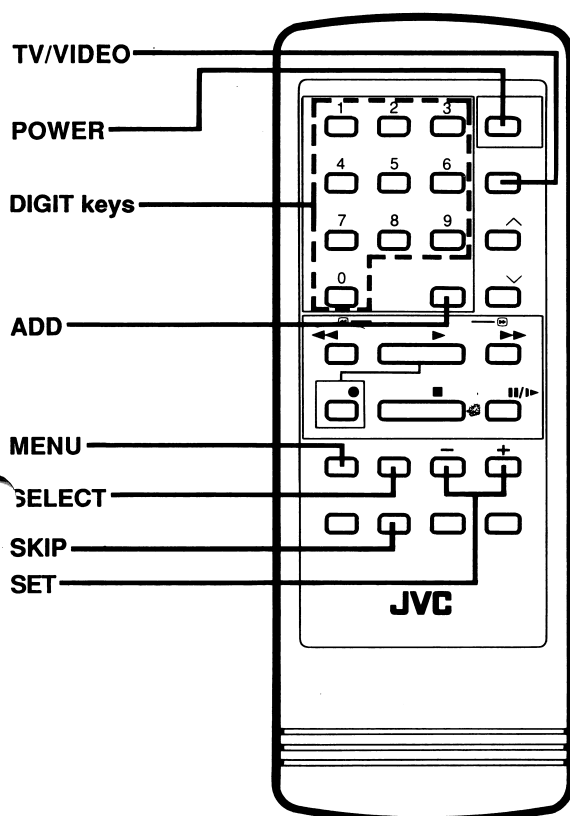 TV/VIDEO
POWER
1 2 3
4 5 6
DIGIT keys
7 8 9
0
ADD
MENU
− +
SELECT
SKIP
SET
JVC